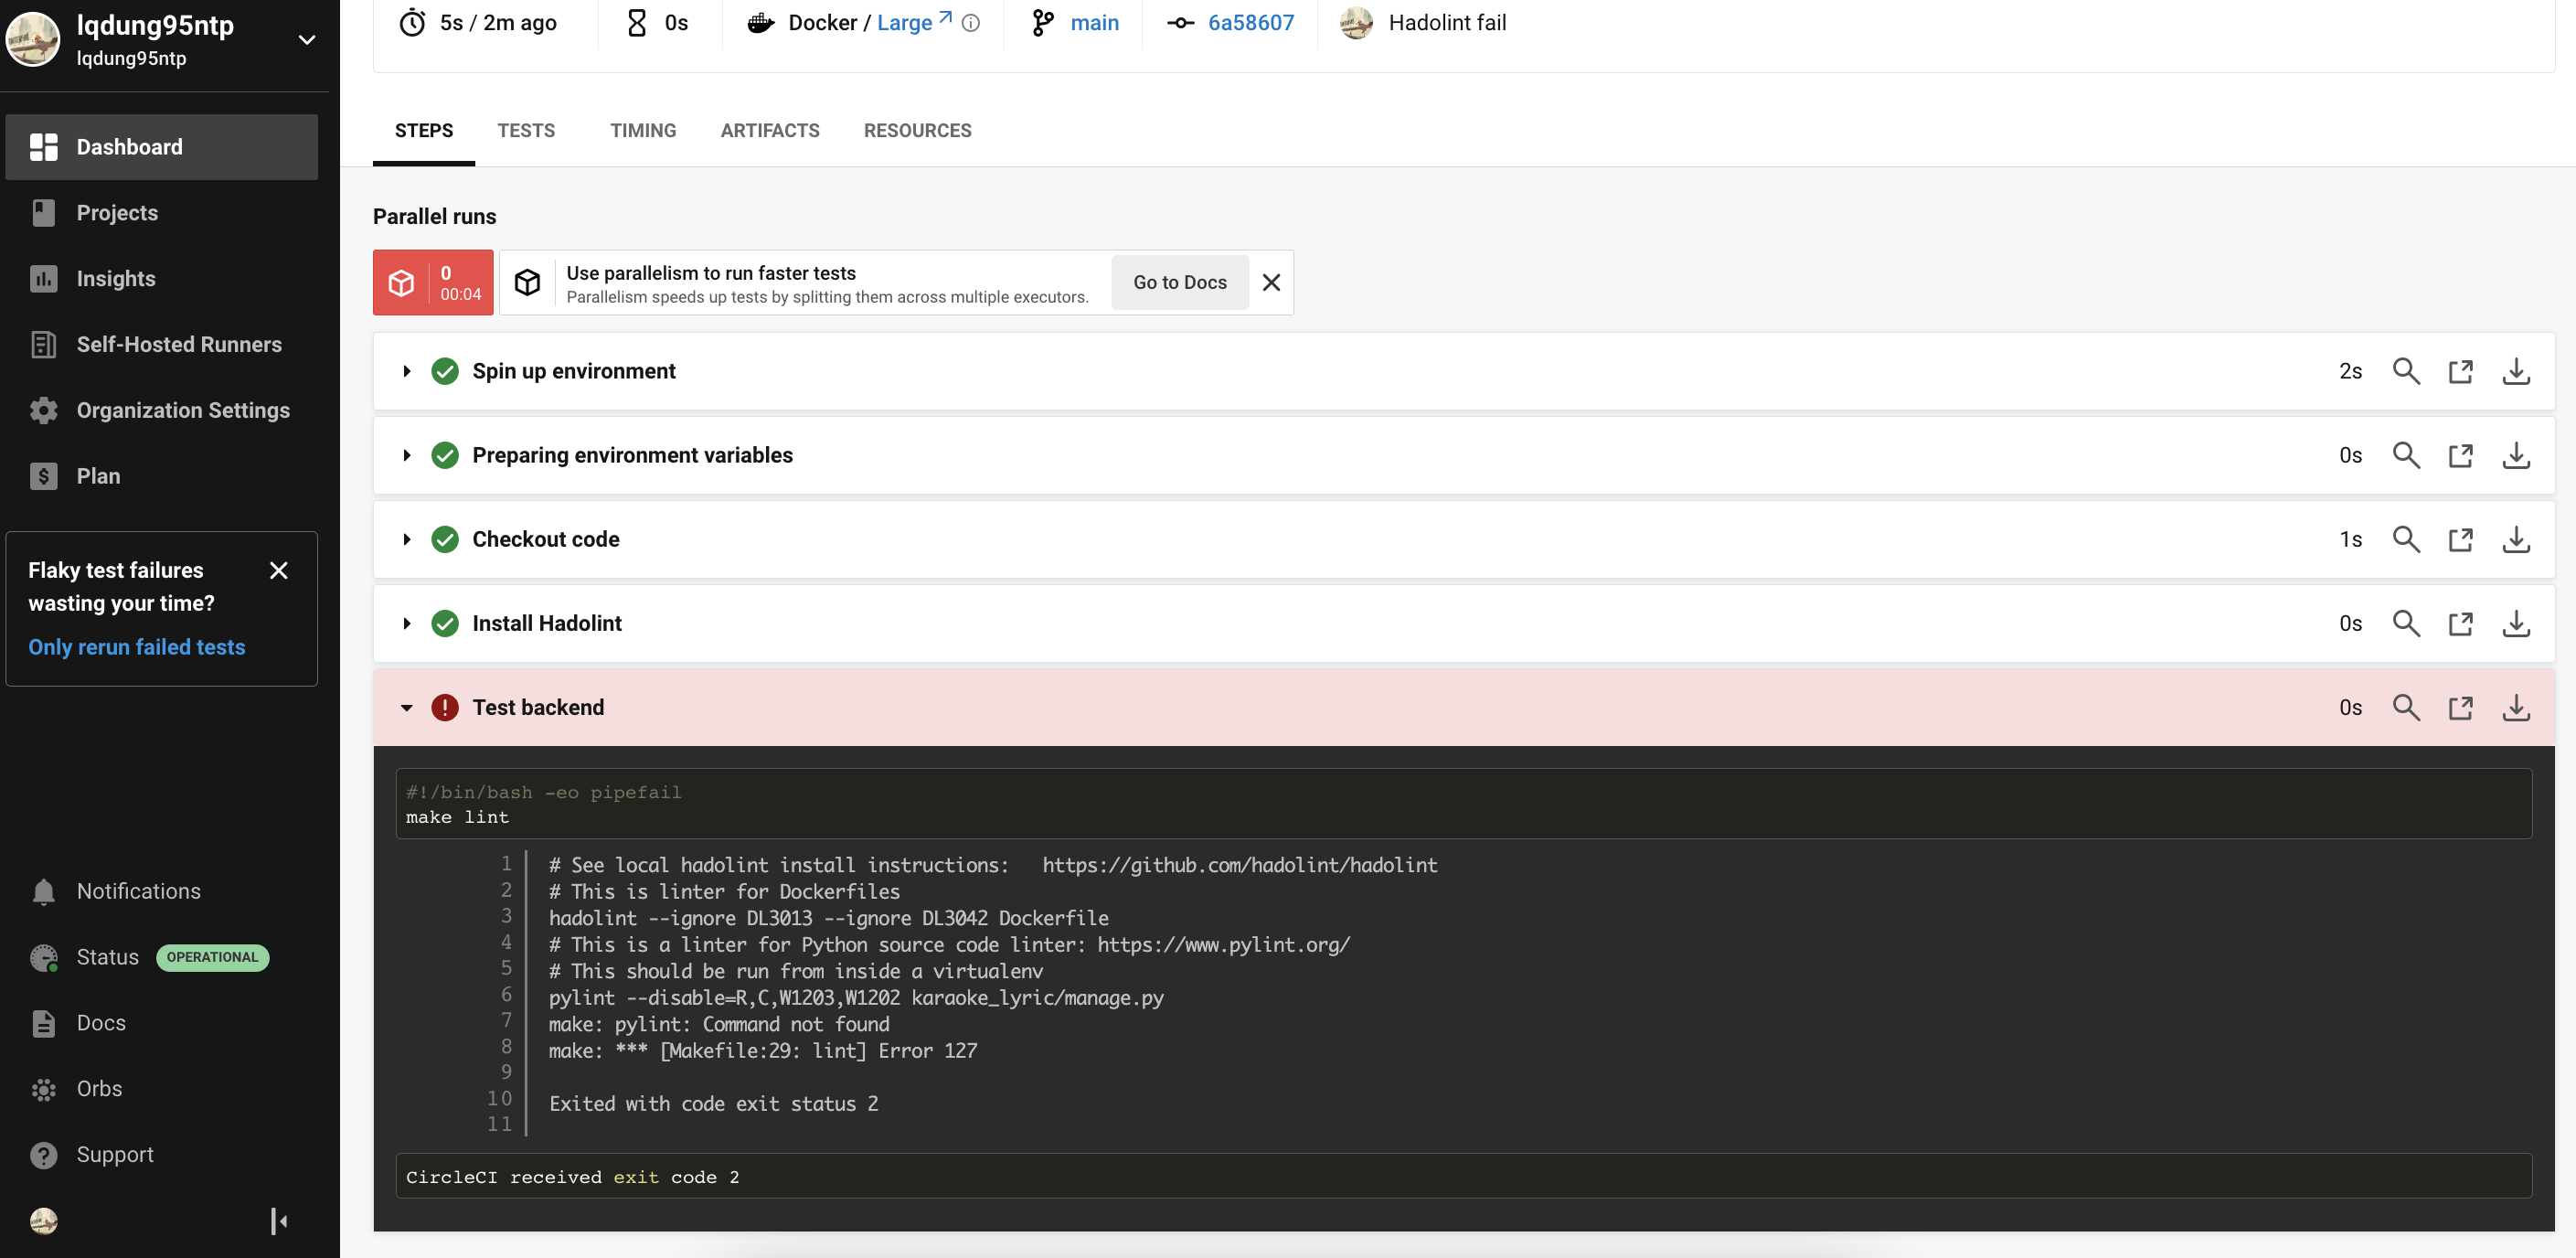 lqdung95ntp
lqdung95ntp
Dashboard
Projects
Insights
Self-Hosted Runners
Organization Settings
Plan
Flaky test failures
wasting your time?
Only rerun failed tests
Notifications
Status OPERATIONAL
Docs
Orbs
Support
5s / 2m ago
0s
Docker / Large
main
6a58607
Hadolint fail
STEPS TESTS TIMING ARTIFACTS RESOURCES
Parallel runs
0
00:04
Use parallelism to run faster tests
Parallelism speeds up tests by splitting them across multiple executors.
Go to Docs
Spin up environment 2s
Preparing environment variables 0s
Checkout code 1s
Install Hadolint 0s
Test backend 0s
#!/bin/bash -eo pipefail
make lint
1 # See local hadolint install instructions:   https://github.com/hadolint/hadolint
2 # This is linter for Dockerfiles
3 hadolint --ignore DL3013 --ignore DL3042 Dockerfile
4 # This is a linter for Python source code linter: https://www.pylint.org/
5 # This should be run from inside a virtualenv
6 pylint --disable=R,C,W1203,W1202 karaoke_lyric/manage.py
7 make: pylint: Command not found
8 make: *** [Makefile:29: lint] Error 127
9
10 Exited with code exit status 2
11
CircleCI received exit code 2